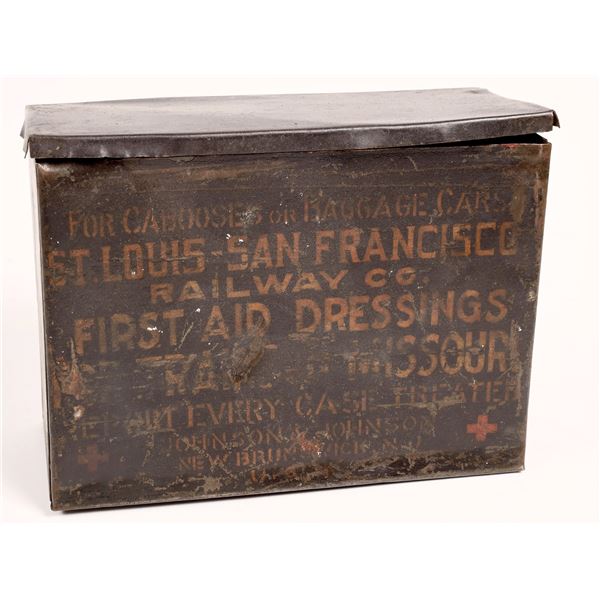 FOR CABOOSES OR BAGGAGE CARS
ST. LOUIS-SAN FRANCISCO
RAILWAY CO.
FIRST AID DRESSINGS
MISSOURI
REPORT EVERY CASE TREATED
JOHNSON & JOHNSON
NEW BRUNSWICK, N.J.